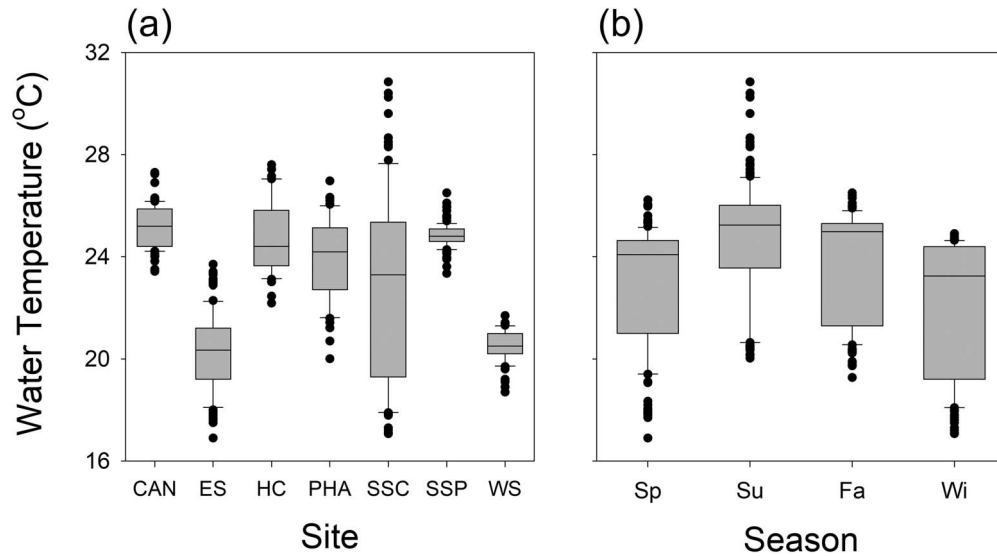 (a)
(b)
Water Temperature (°C)
32
28
24
20
16
CAN ES HC PHA SSC SSP WS
Sp Su Fa Wi
Site
Season